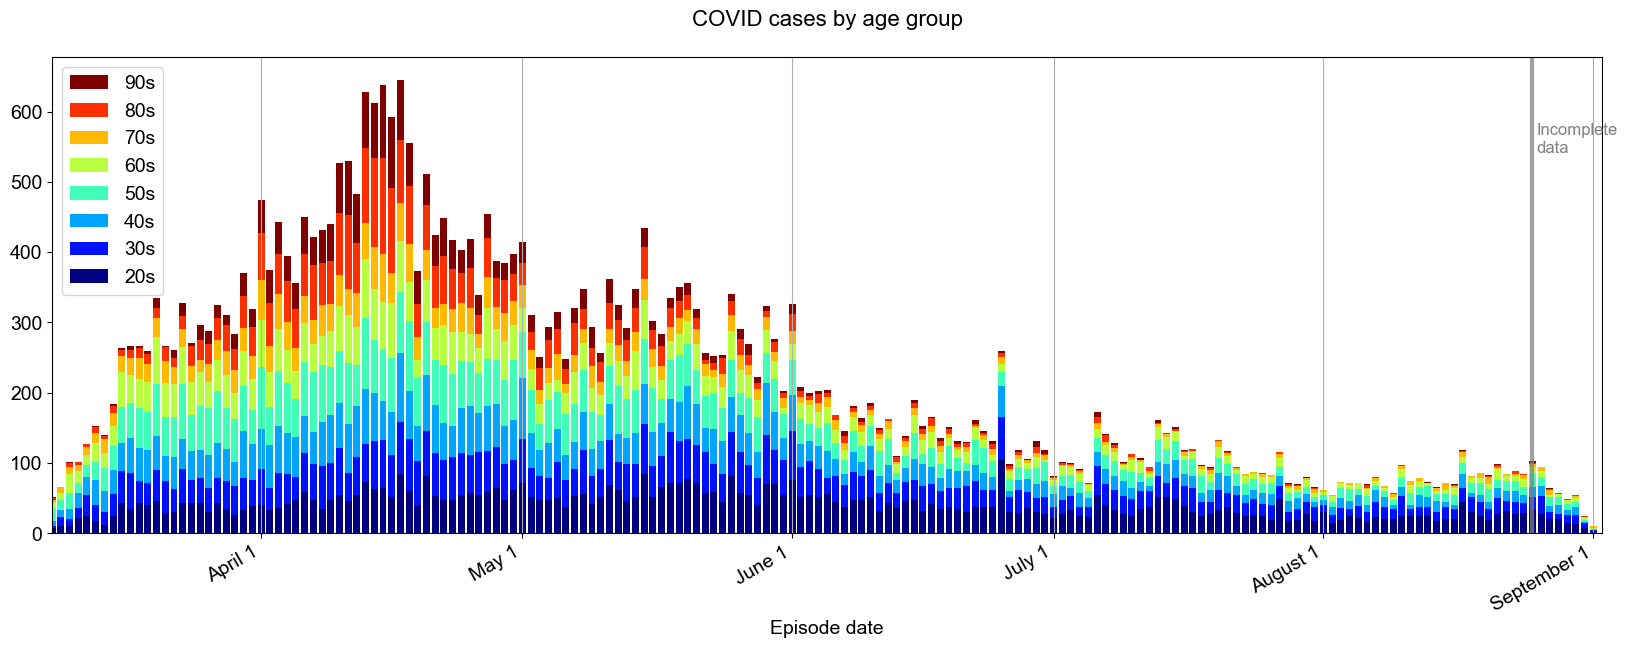 COVID cases by age group
90s
80s
70s
60s
50s
40s
30s
20s
600
500
400
300
200
100
0
Incomplete
data
April 1
May 1
June 1
July 1
August 1
September 1
Episode date